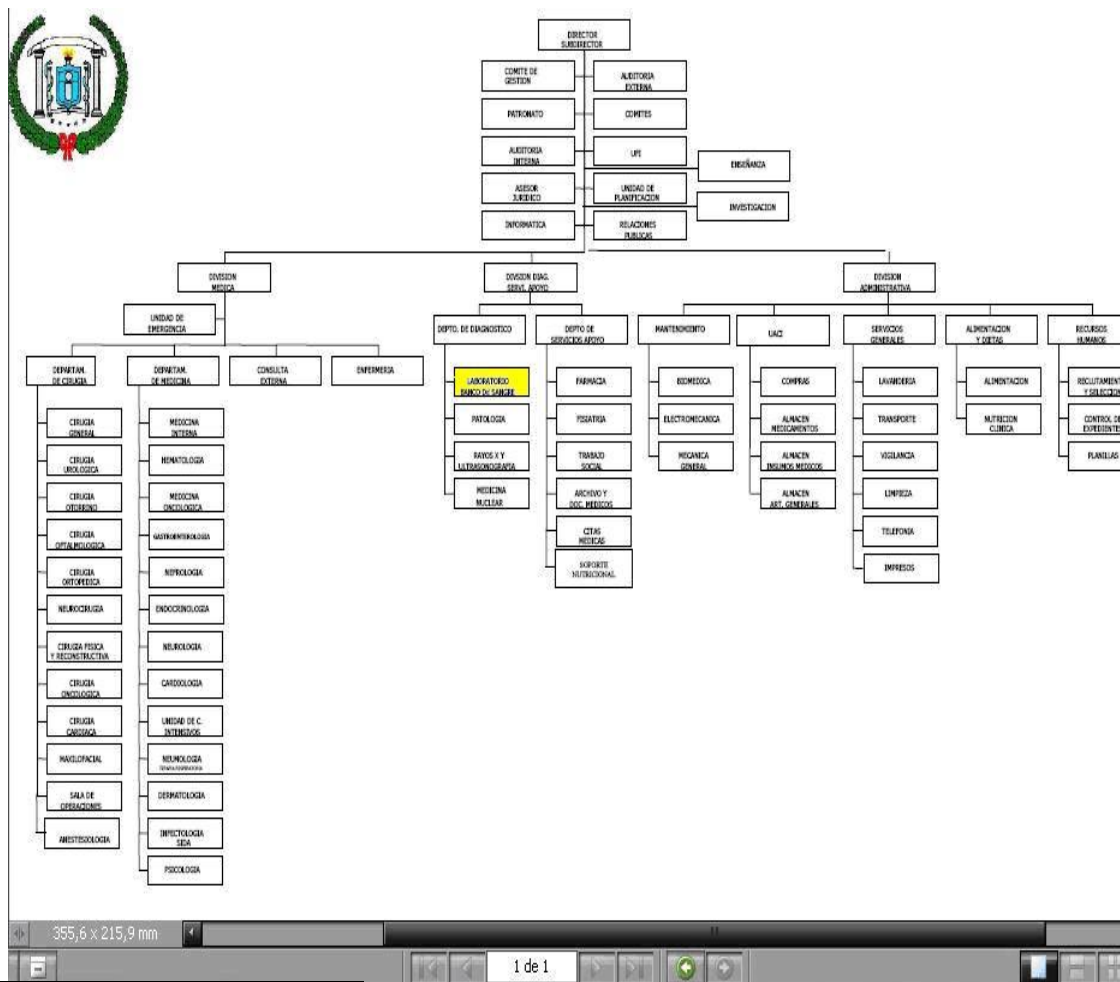 DIRECTOR
SUBDIRECTOR
COMITE DE
GESTION
AUDITORIA
EXTERNA
PATRONATO
COMITES
AUDITORIA
INTERNA
UFI
ENSEÑANZA
ASESOR
JURIDICO
UNIDAD DE
PLANIFICACION
INVESTIGACION
INFORMATICA
RELACIONES
PUBLICAS
DIVISION
MEDICA
DIVISION DIAG.
SERVI. APOYO
DIVISION
ADMINISTRATIVA
UNIDAD DE
EMERGENCIA
DEPARTAM.
DE CIRUGIA
DEPARTAM.
DE MEDICINA
CONSULTA
EXTERNA
ENFERMERIA
CIRUGIA
GENERAL
CIRUGIA
UROLOGICA
CIRUGIA
OTORRINO
CIRUGIA
OFTALMOLOGICA
CIRUGIA
ORTOPEDICA
NEUROCIRUGIA
CIRUGIA FISICA
Y RECONSTRUCTIVA
CIRUGIA
ONCOLOGICA
CIRUGIA
CARDIACA
MAXILOFACIAL
SALA DE
OPERACIONES
ANESTESIOLOGIA
MEDICINA
INTERNA
HEMATOLOGIA
MEDICINA
ONCOLOGICA
GASTROENTEROLOGIA
NEFROLOGIA
ENDOCRINOLOGIA
NEUROLOGIA
CARDIOLOGIA
UNIDAD DE C.
INTENSIVOS
NEUMOLOGIA
DERMATOLOGIA
INFECTOLOGIA
SIDA
PSICOLOGIA
DEPTO. DE DIAGNOSTICO
LABORATORIO
BANCO De SANGRE
PATOLOGIA
RAYOS X Y
ULTRASONOGRAFIA
MEDICINA
NUCLEAR
DEPTO DE
SERVICIOS APOYO
FARMACIA
FISIATRIA
TRABAJO
SOCIAL
ARCHIVO Y
DOC. MEDICOS
CITAS
MEDICAS
SOPORTE
NUTRICIONAL
MANTENIMIENTO
BIOMEDICA
ELECTROMECANICA
MECANICA
GENERAL
UACI
COMPRAS
ALMACEN
MEDICAMENTOS
ALMACEN
INSUMOS MEDICOS
ALMACEN
ART. GENERALES
SERVICIOS
GENERALES
LAVANDERIA
TRANSPORTE
VIGILANCIA
LIMPIEZA
TELEFONIA
IMPRESOS
ALIMENTACION
Y DIETAS
ALIMENTACION
NUTRICION
CLINICA
RECURSOS
HUMANOS
RECLUTAMIENT
Y SELECCION
CONTROL DE
EXPEDIENTE
PLANILLAS
355,6 x 215,9 mm
1 de 1